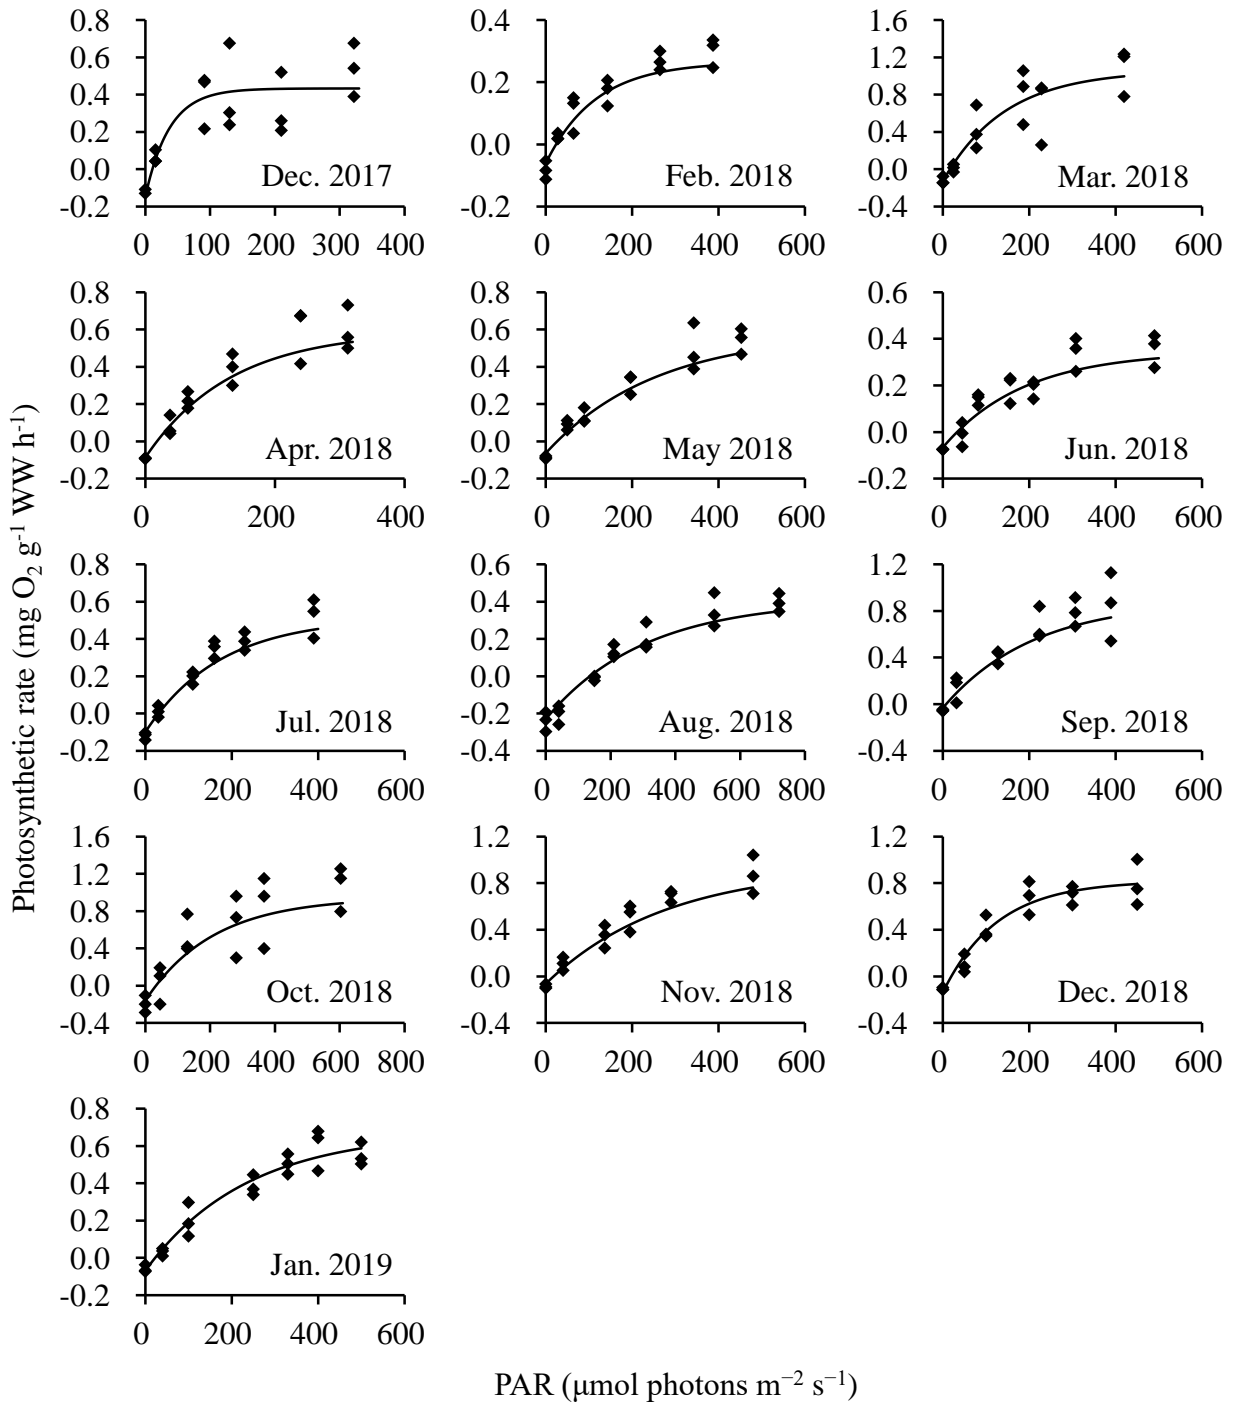 Photosynthetic rate (mg O₂ g⁻¹ WW h⁻¹)
0.8
0.6
0.4
0.2
0.0
-0.2
0 100 200 300 400
Dec. 2017
0.4
0.2
0.0
-0.2
0 200 400 600
Feb. 2018
1.6
1.2
0.8
0.4
0.0
-0.4
0 200 400 600
Mar. 2018
0.8
0.6
0.4
0.2
0.0
-0.2
0 200 400
Apr. 2018
0.8
0.6
0.4
0.2
0.0
-0.2
0 200 400 600
May 2018
0.6
0.4
0.2
0.0
-0.2
0 200 400 600
Jun. 2018
0.8
0.6
0.4
0.2
0.0
-0.2
0 200 400 600
Jul. 2018
0.6
0.4
0.2
0.0
-0.2
-0.4
0 200 400 600 800
Aug. 2018
1.2
0.8
0.4
0.0
-0.4
0 200 400 600
Sep. 2018
1.6
1.2
0.8
0.4
0.0
-0.4
0 200 400 600 800
Oct. 2018
1.2
0.8
0.4
0.0
-0.4
0 200 400 600
Nov. 2018
1.2
0.8
0.4
0.0
-0.4
0 200 400 600
Dec. 2018
0.8
0.6
0.4
0.2
0.0
-0.2
0 200 400 600
Jan. 2019
PAR (μmol photons m⁻² s⁻¹)